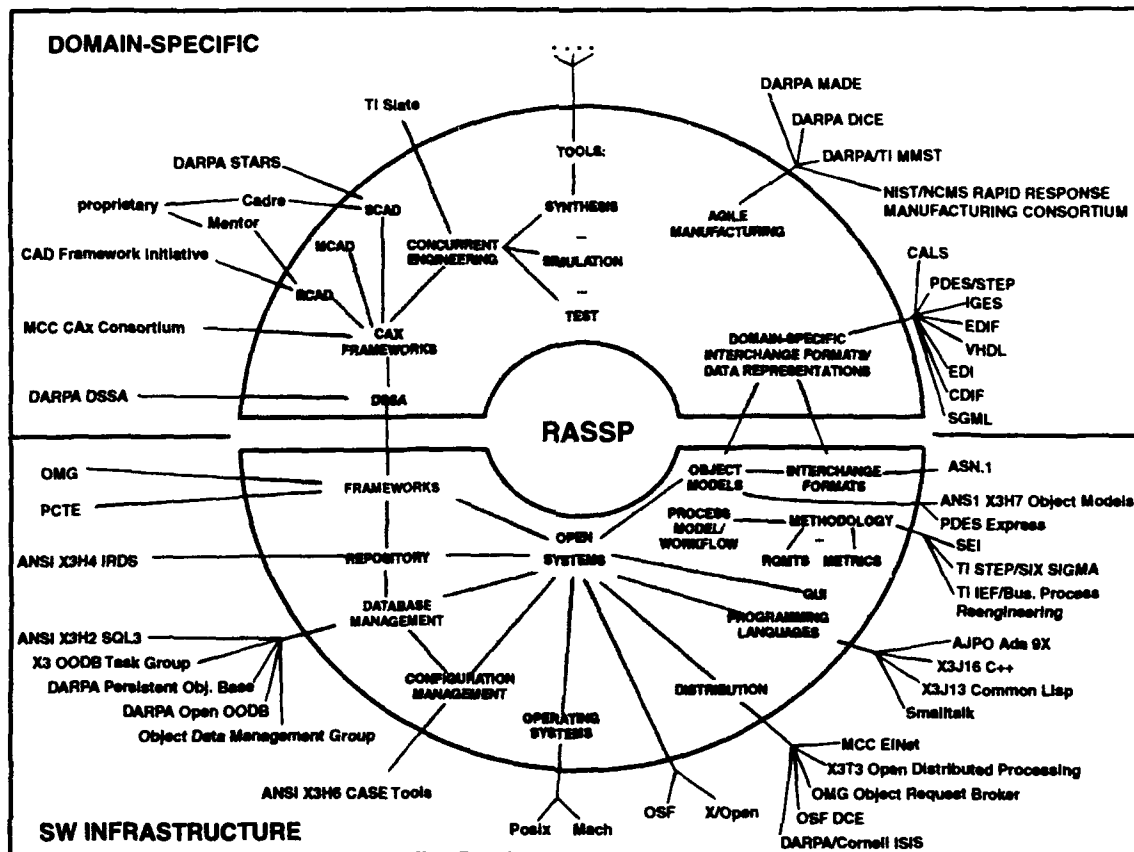 DOMAIN-SPECIFIC
TI Slate
DARPA STARS
proprietary
Cadre
Mentor
CAD Framework Initiative
MCC CAx Consortium
DARPA DSSA
SCAD
MCAD
ECAD
CONCURRENT
ENGINEERING
CAX
FRAMEWORKS
DSSA
TOOLS:
SYNTHESIS
SIMULATION
TEST
AGILE
MANUFACTURING
DARPA MADE
DARPA DICE
DARPA/TI MMST
NIST/NCMS RAPID RESPONSE
MANUFACTURING CONSORTIUM
DOMAIN-SPECIFIC
INTERCHANGE FORMATS/
DATA REPRESENTATIONS
CALS
PDES/STEP
IGES
EDIF
VHDL
EDI
CDIF
SGML
RASSP
OMG
PCTE
ANSI X3H4 IRDS
FRAMEWORKS
REPOSITORY
DATABASE
MANAGEMENT
OPEN
SYSTEMS
OBJECT
MODELS
INTERCHANGE
FORMATS
ASN.1
ANS1 X3H7 Object Models
PDES Express
PROCESS
MODEL/
WORKFLOW
METHODOLOGY
RQMTS
METRICS
SEI
TI STEP/SIX SIGMA
TI IEF/Bus. Process
Reengineering
GUI
PROGRAMMING
LANGUAGES
AJPO Ada 9X
X3J16 C++
X3J13 Common Lisp
Smalltalk
ANSI X3H2 SQL3
X3 OODB Task Group
DARPA Persistent Obj. Base
DARPA Open OODB
Object Data Management Group
CONFIGURATION
MANAGEMENT
ANSI X3H6 CASE Tools
OPERATING
SYSTEMS
Posix
Mach
OSF
X/Open
DISTRIBUTION
MCC EINet
X3T3 Open Distributed Processing
OMG Object Request Broker
OSF DCE
DARPA/Cornell ISIS
SW INFRASTRUCTURE